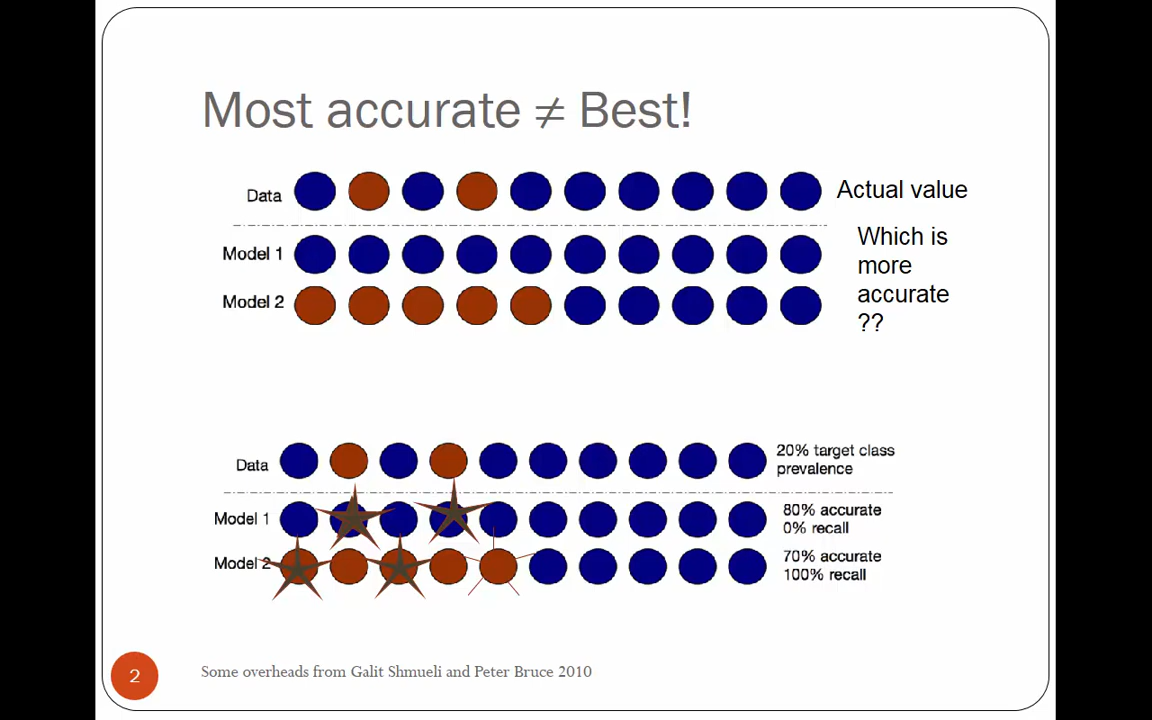 Most accurate ≠ Best!
Data
Actual value
Model 1
Model 2
Which is
more
accurate
??
Data
20% target class
prevalence
Model 1
80% accurate
0% recall
Model 2
70% accurate
100% recall
2
Some overheads from Galit Shmueli and Peter Bruce 2010